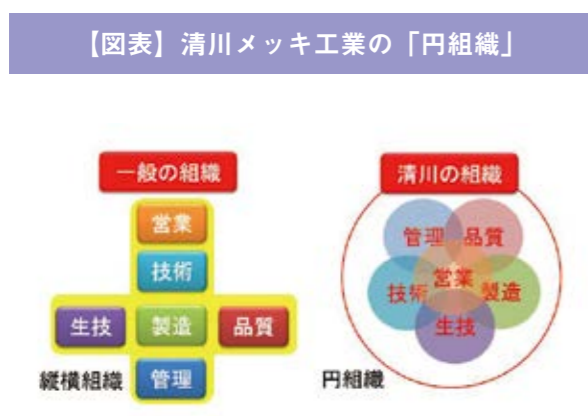 【図表】清川メッキ工業の「円組織」
一般の組織
営業
技術
生技 製造 品質
縦横組織 管理
清川の組織
管理 品質
営業
技術 製造
生技
円組織